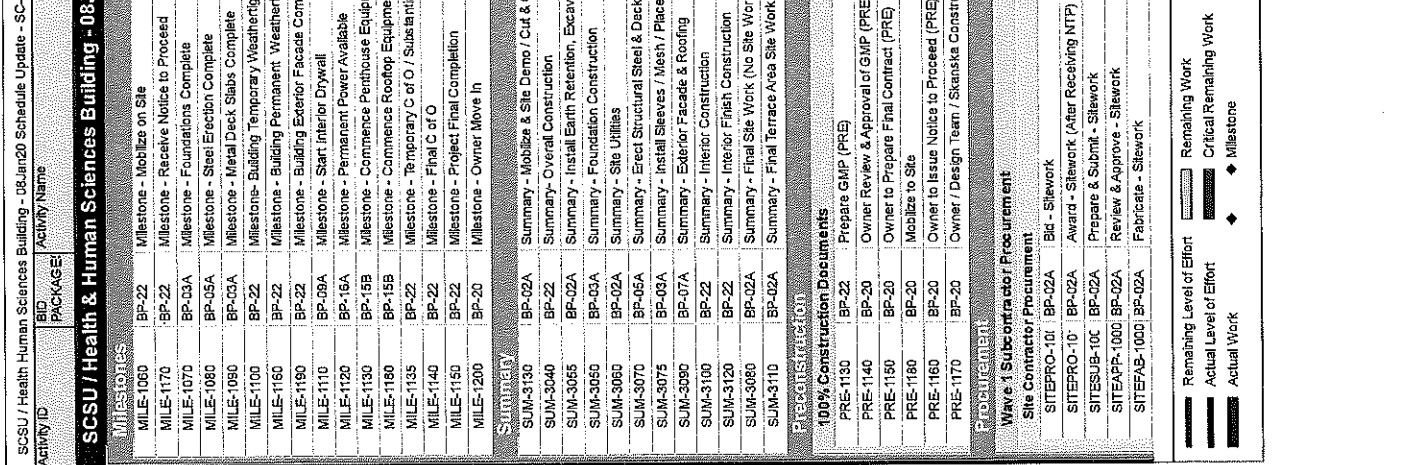 SCSU / Health Human Sciences Building - 08Jan20 Schedule Update - SC-
Activity ID BID PACKAGE Activity Name
SCSU / Health & Human Sciences Building - 08.
Milestones
MILE-1060 BP-22 Milestone - Mobilize on Site
MILE-1170 BP-22 Milestone - Receive Notice to Proceed
MILE-1070 BP-03A Milestone - Foundations Complete
MILE-1080 BP-05A Milestone - Steel Erection Complete
MILE-1090 BP-03A Milestone - Metal Deck Slabs Complete
MILE-1100 BP-22 Milestone- Building Temporary Weathertig
MILE-1160 BP-22 Milestone - Building Permanent Weathert
MILE-1190 BP-22 Milestone - Building Exterior Facade Com
MILE-1110 BP-09A Milestone - Start Interior Drywall
MILE-1120 BP-16A Milestone - Permanent Power Available
MILE-1130 BP-15B Milestone - Commence Penthouse Equip
MILE-1180 BP-15B Milestone - Commence Rooftop Equipme
MILE-1135 BP-22 Milestone - Temporary C of O / Substanti
MILE-1140 BP-22 Milestone - Final C of O
MILE-1150 BP-22 Milestone - Project Final Completion
MILE-1200 BP-20 Milestone - Owner Move In
Summary
SUM-3130 BP-02A Summary - Mobilize & Site Demo / Cut &
SUM-3040 BP-22 Summary- Overall Construction
SUM-3055 BP-02A Summary - Install Earth Retention, Excav
SUM-3050 BP-03A Summary - Foundation Construction
SUM-3060 BP-02A Summary - Site Utilities
SUM-3070 BP-05A Summary - Erect Structural Steel & Deck
SUM-3075 BP-03A Summary - Install Sleeves / Mesh / Place
SUM-3090 BP-07A Summary - Exterior Facade & Roofing
SUM-3100 BP-22 Summary - Interior Construction
SUM-3120 BP-22 Summary - Interior Finish Construction
SUM-3080 BP-02A Summary - Final Site Work (No Site Wor
SUM-3110 BP-02A Summary - Final Terrace Area Site Work
Preconstruction
100% Construction Documents
PRE-1130 BP-22 Prepare GMP (PRE)
PRE-1140 BP-20 Owner Review & Approval of GMP (PRE
PRE-1150 BP-20 Owner to Prepare Final Contract (PRE)
PRE-1180 BP-20 Mobilize to Site
PRE-1160 BP-20 Owner to Issue Notice to Proceed (PRE)
PRE-1170 BP-20 Owner / Design Team / Skanska Constru
Procurement
Wave 1 Subcontractor Procurement
Site Contractor Procurement
SITEPRO-10( BP-02A Bid - Sitework
SITEPRO-10 BP-02A Award - Sitework (After Receiving NTP)
SITESUB-10( BP-02A Prepare & Submit - Sitework
SITEAPP-1000 BP-02A Review & Approve - Sitework
SITEFAB-1000 BP-02A Fabricate - Sitework
Remaining Level of Effort Remaining Work
Actual Level of Effort Critical Remaining Work
Actual Work Milestone